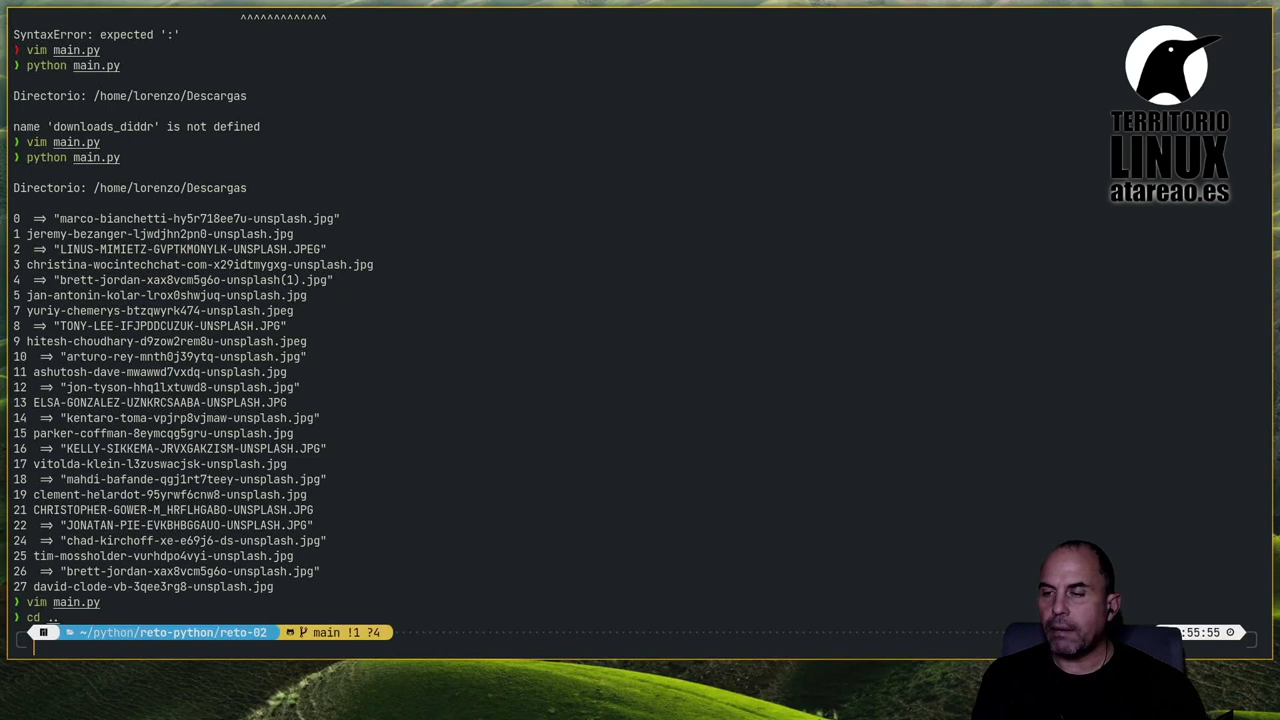 ^^^^^^^^^^^^^
SyntaxError: expected ':'
❯ vim main.py
❯ python main.py
Directorio: /home/lorenzo/Descargas
name 'downloads_diddr' is not defined
❯ vim main.py
❯ python main.py
Directorio: /home/lorenzo/Descargas
0  => "marco-bianchetti-hy5r718ee7u-unsplash.jpg"
1 jeremy-bezanger-ljwdjhn2pn0-unsplash.jpg
2  => "LINUS-MIMIETZ-GVPTKMONYLK-UNSPLASH.JPEG"
3 christina-wocintechchat-com-x29idtmygxg-unsplash.jpg
4  => "brett-jordan-xax8vcm5g6o-unsplash(1).jpg"
5 jan-antonin-kolar-lrox0shwjuq-unsplash.jpg
7 yuriy-chemerys-btzqwyrk474-unsplash.jpeg
8  => "TONY-LEE-IFJPDDCUZUK-UNSPLASH.JPG"
9 hitesh-choudhary-d9zow2rem8u-unsplash.jpeg
10  => "arturo-rey-mnth0j39ytq-unsplash.jpg"
11 ashutosh-dave-mwawwd7vxdq-unsplash.jpg
12  => "jon-tyson-hhq1lxtuwd8-unsplash.jpg"
13 ELSA-GONZALEZ-UZNKRCSAABA-UNSPLASH.JPG
14  => "kentaro-toma-vpjrp8vjmaw-unsplash.jpg"
15 parker-coffman-8eymcqg5gru-unsplash.jpg
16  => "KELLY-SIKKEMA-JRVXGAKZISM-UNSPLASH.JPG"
17 vitolda-klein-l3zuswacjsk-unsplash.jpg
18  => "mahdi-bafande-qgj1rt7teey-unsplash.jpg"
19 clement-helardot-95yrwf6cnw8-unsplash.jpg
21 CHRISTOPHER-GOWER-M_HRFLHGABO-UNSPLASH.JPG
22  => "JONATAN-PIE-EVKBHBGGAUO-UNSPLASH.JPG"
24  => "chad-kirchoff-xe-e69j6-ds-unsplash.jpg"
25 tim-mossholder-vurhdpo4vyi-unsplash.jpg
26  => "brett-jordan-xax8vcm5g6o-unsplash.jpg"
27 david-clode-vb-3qee3rg8-unsplash.jpg
❯ vim main.py
❯ cd ..
~/python/reto-python/reto-02 main !1 ?4 :55:55
TERRITORIO
LINUX
atareao.es